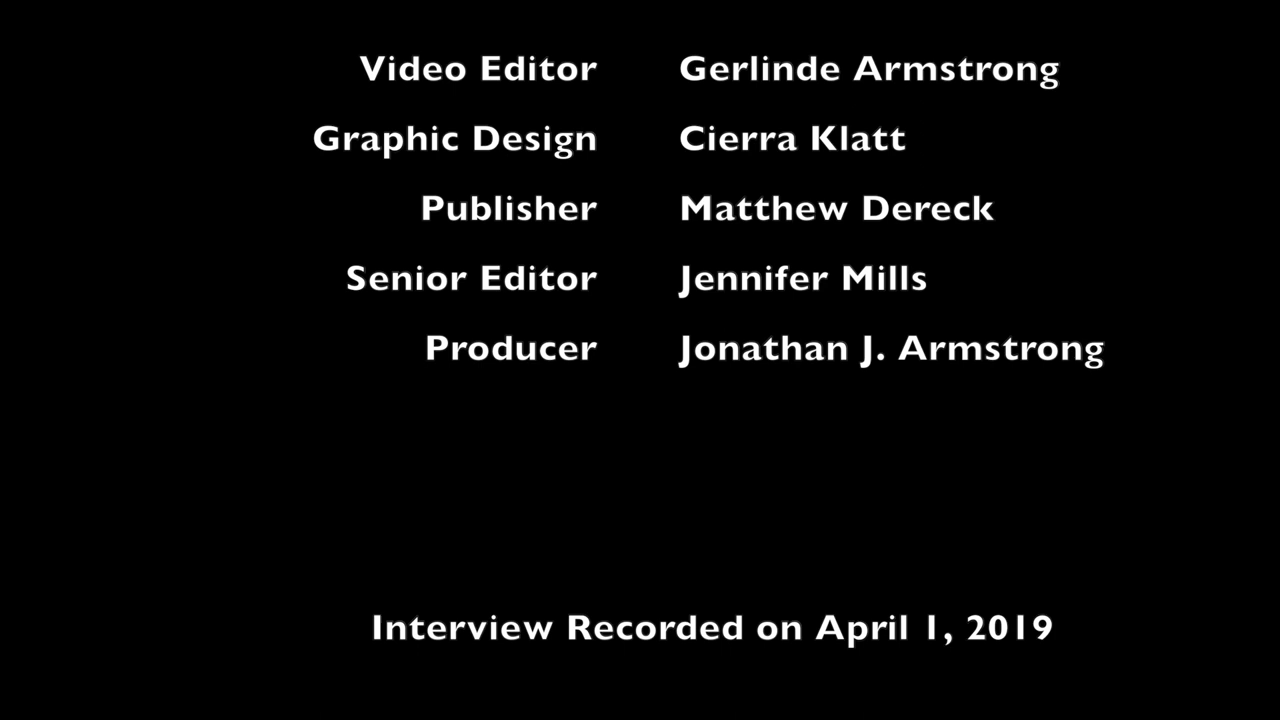 Video Editor Gerlinde Armstrong
Graphic Design Cierra Klatt
Publisher Matthew Dereck
Senior Editor Jennifer Mills
Producer Jonathan J. Armstrong
Interview Recorded on April 1, 2019